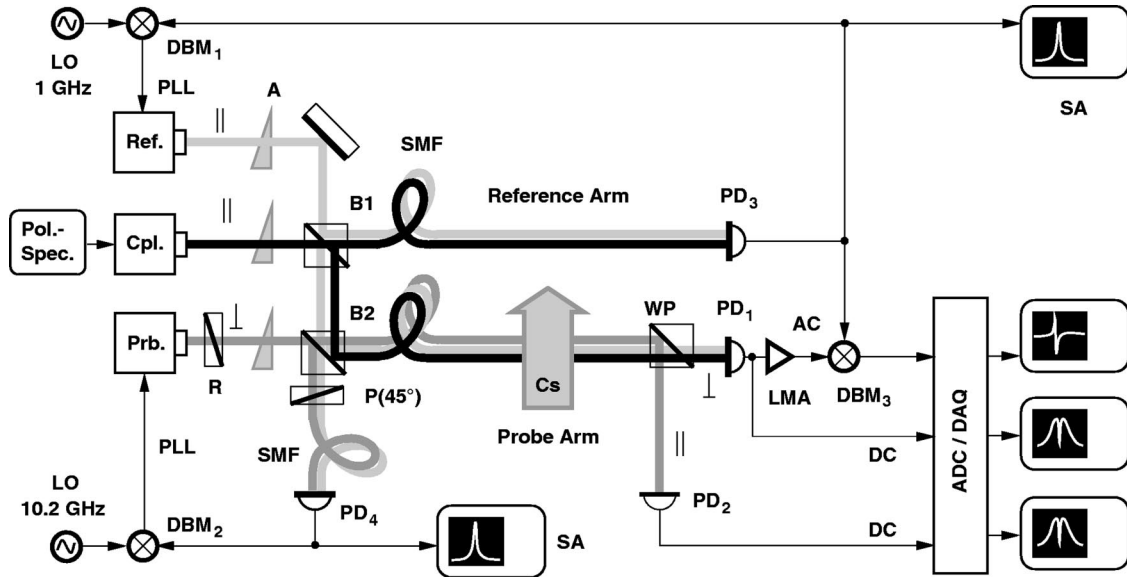 LO
1 GHz
DBM1
PLL
SA
A
||
Ref.
SMF
Reference Arm
PD3
B1
||
Pol.-
Spec.
Cpl.
B2
WP
PD1
AC
⊥
Prb.
R
P(45°)
Cs
⊥
LMA
DBM3
ADC / DAQ
Probe Arm
PLL
SMF
||
DC
LO
10.2 GHz
DBM2
PD4
SA
PD2
DC